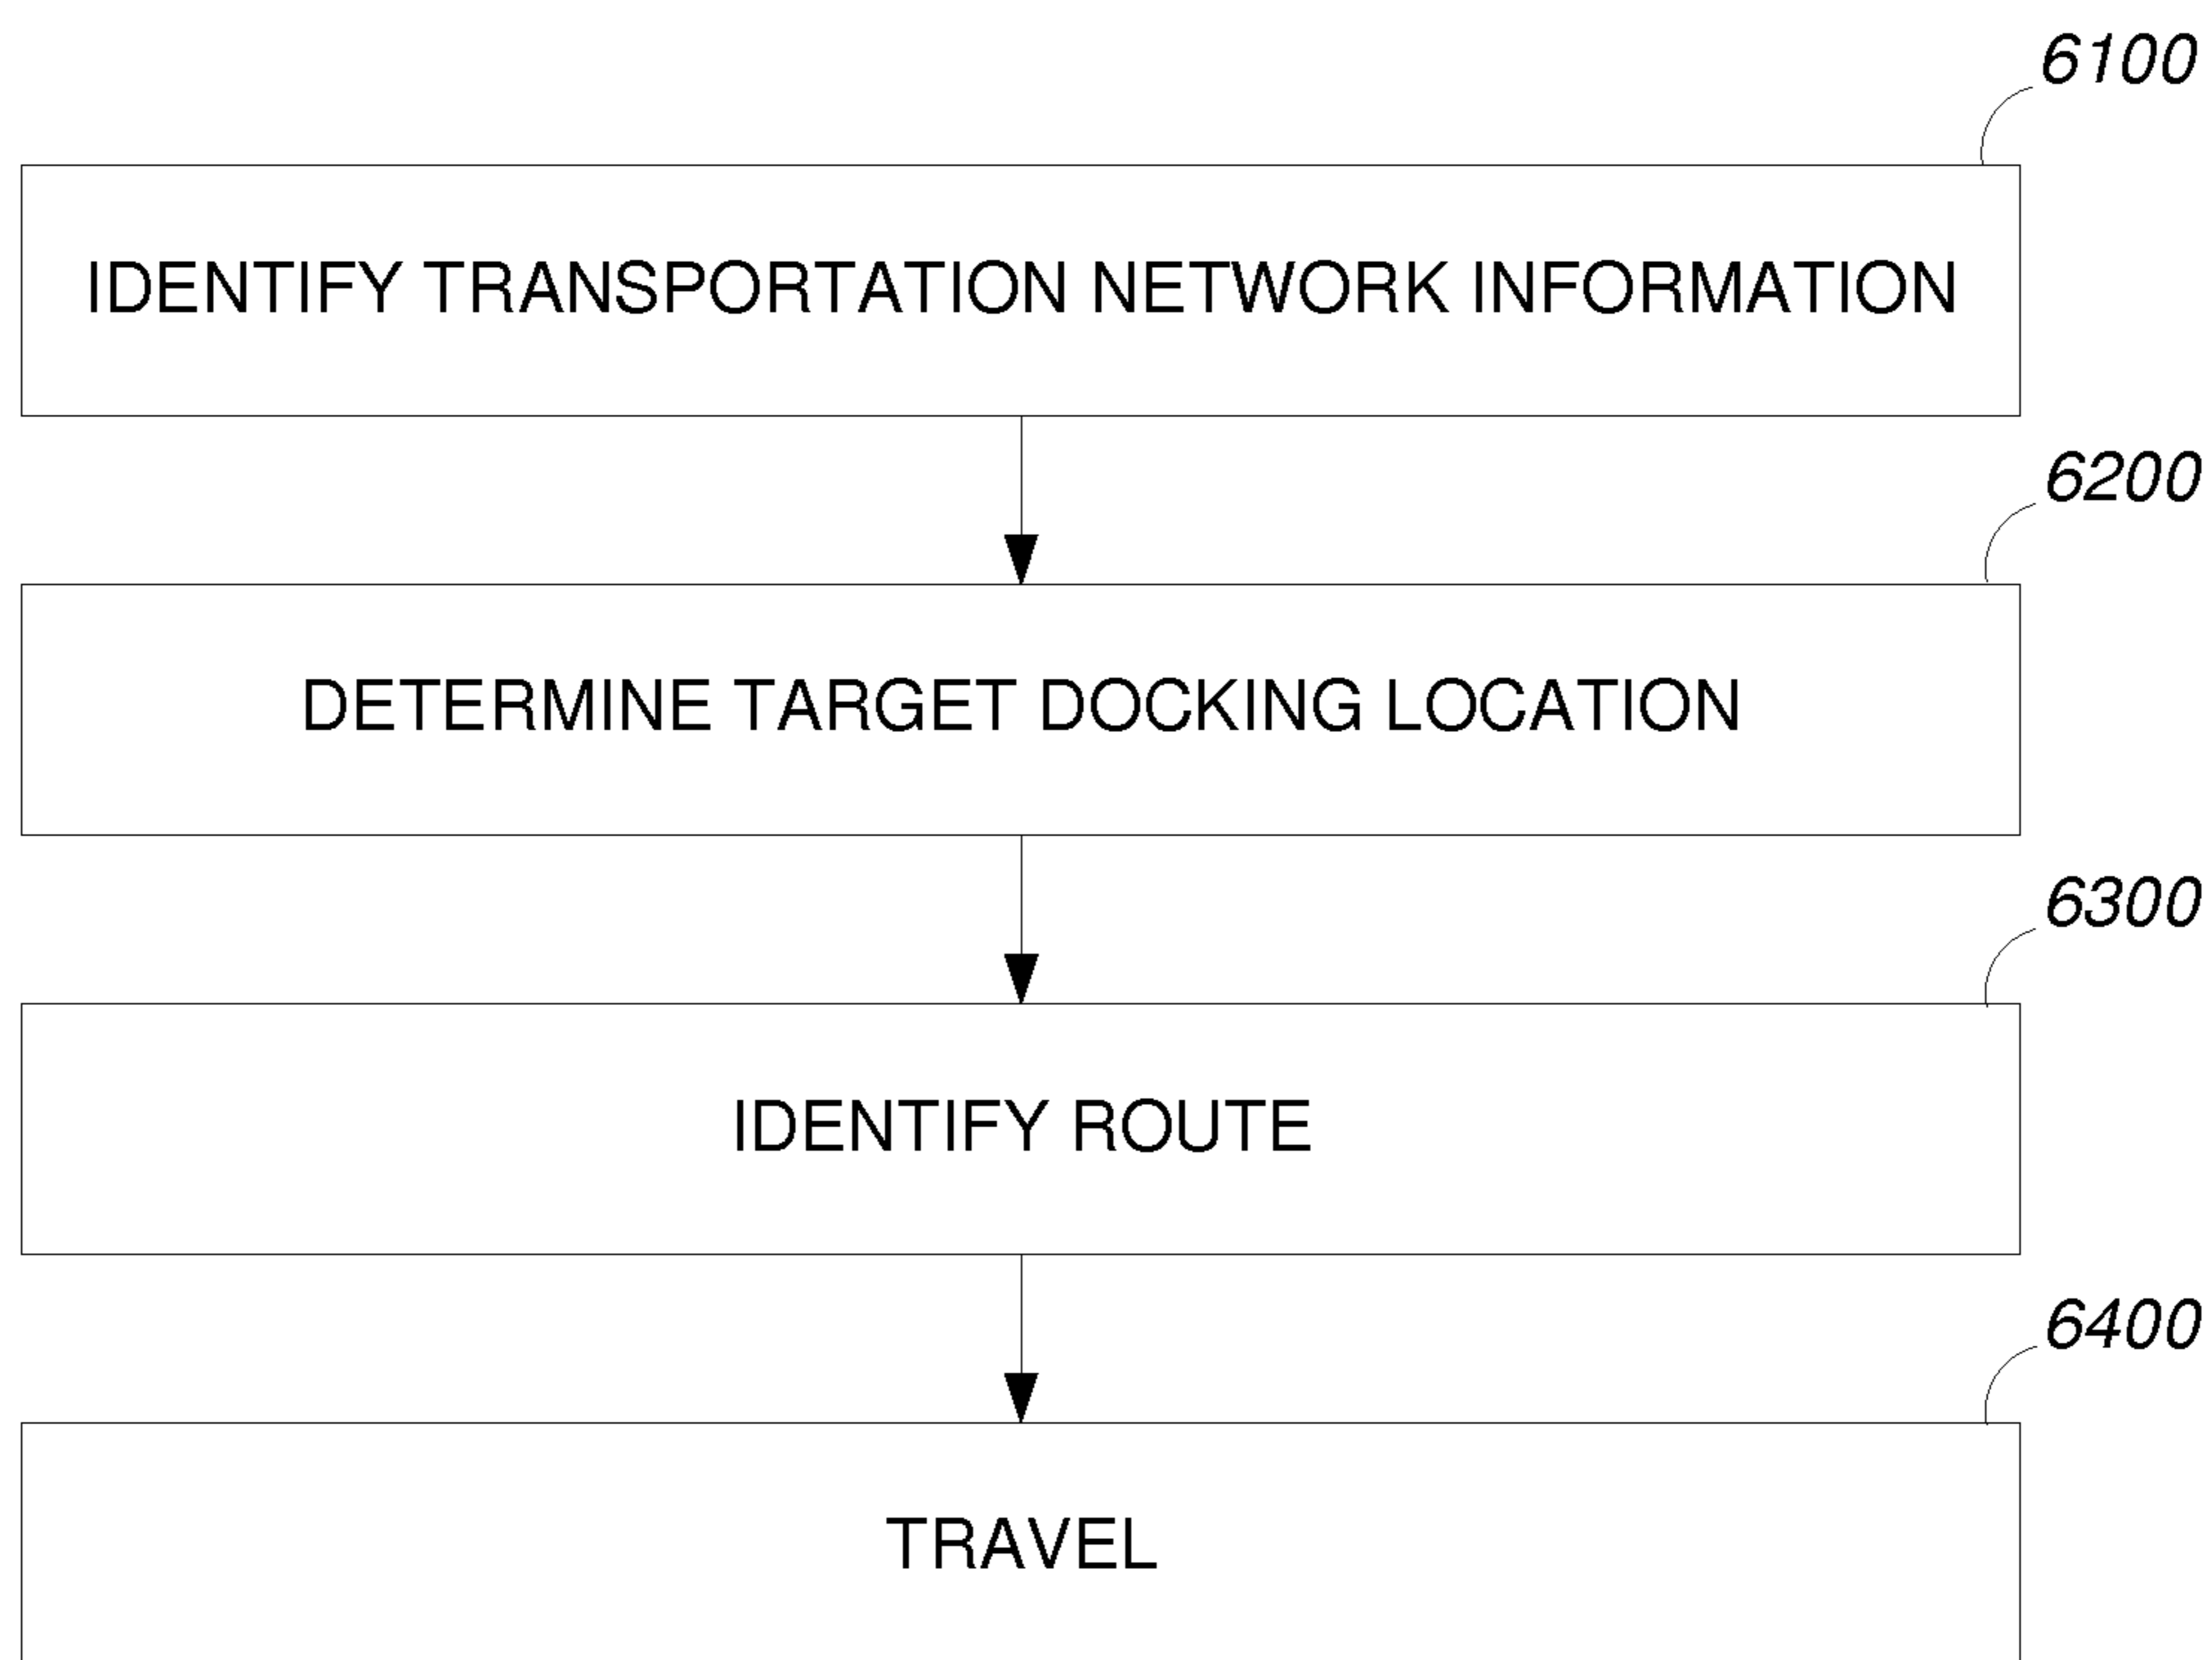 6100
IDENTIFY TRANSPORTATION NETWORK INFORMATION
6200
DETERMINE TARGET DOCKING LOCATION
6300
IDENTIFY ROUTE
6400
TRAVEL